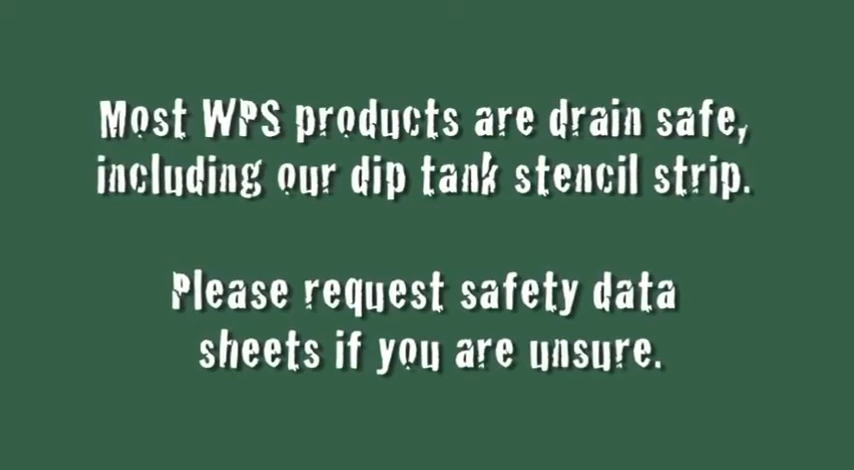 Most WPS products are drain safe,
including our dip tank stencil strip.
Please request safety data
sheets if you are unsure.